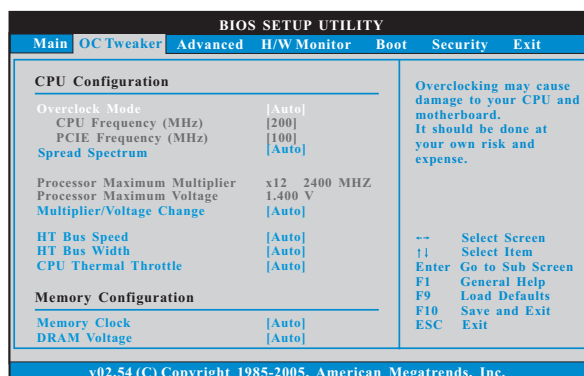 BIOS SETUP UTILITY
Main OC Tweaker Advanced H/W Monitor Boot Security Exit
CPU Configuration
Overclock Mode [Auto]
CPU Frequency (MHz) [200]
PCIE Frequency (MHz) [100]
Spread Spectrum [Auto]
Processor Maximum Multiplier x12 2400 MHZ
Processor Maximum Voltage 1.400 V
Multiplier/Voltage Change [Auto]
HT Bus Speed [Auto]
HT Bus Width [Auto]
CPU Thermal Throttle [Auto]
Memory Configuration
Memory Clock [Auto]
DRAM Voltage [Auto]
Overclocking may cause
damage to your CPU and
motherboard.
It should be done at
your own risk and
expense.
←→ Select Screen
↑↓ Select Item
Enter Go to Sub Screen
F1 General Help
F9 Load Defaults
F10 Save and Exit
ESC Exit
v02.54 (C) Copyright 1985-2005, American Megatrends, Inc.